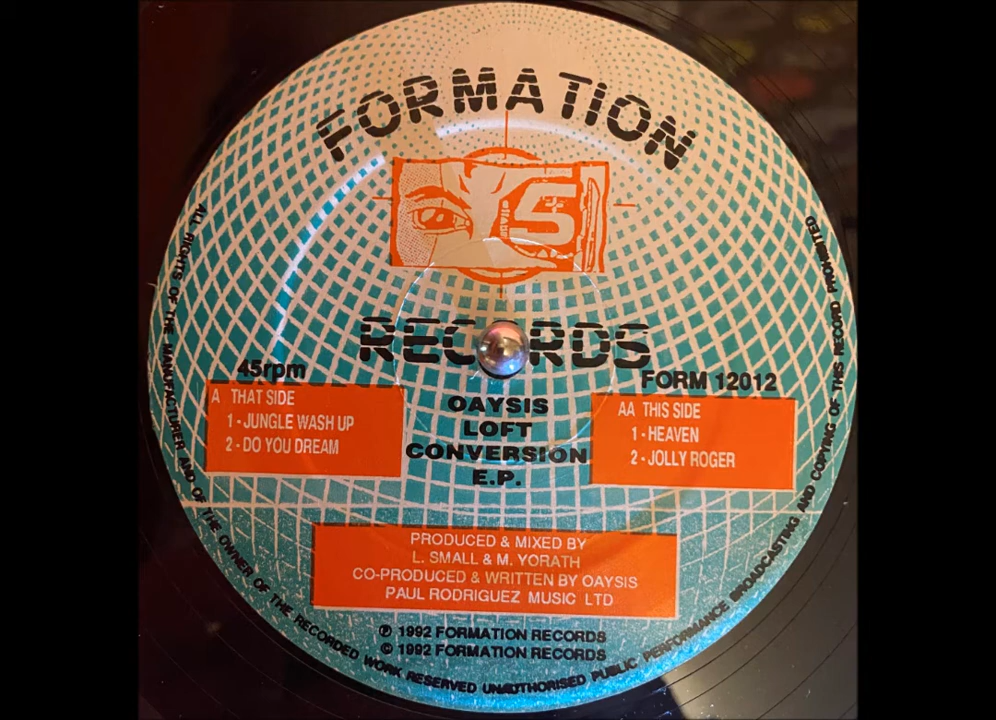 FORMATION
5
RECORDS
45rpm
FORM 12012
A THAT SIDE
1 - JUNGLE WASH UP
2 - DO YOU DREAM
OAYSIS
LOFT
CONVERSION
E.P.
AA THIS SIDE
1 - HEAVEN
2 - JOLLY ROGER
PRODUCED & MIXED BY
L. SMALL & M. YORATH
CO-PRODUCED & WRITTEN BY OAYSIS
PAUL RODRIGUEZ MUSIC LTD
℗ 1992 FORMATION RECORDS
© 1992 FORMATION RECORDS
ALL RIGHTS OF THE MANUFACTURER AND OF THE OWNER OF THE RECORDED WORK RESERVED UNAUTHORISED PUBLIC PERFORMANCE BROADCASTING AND COPYING OF THIS RECORD PROHIBITED